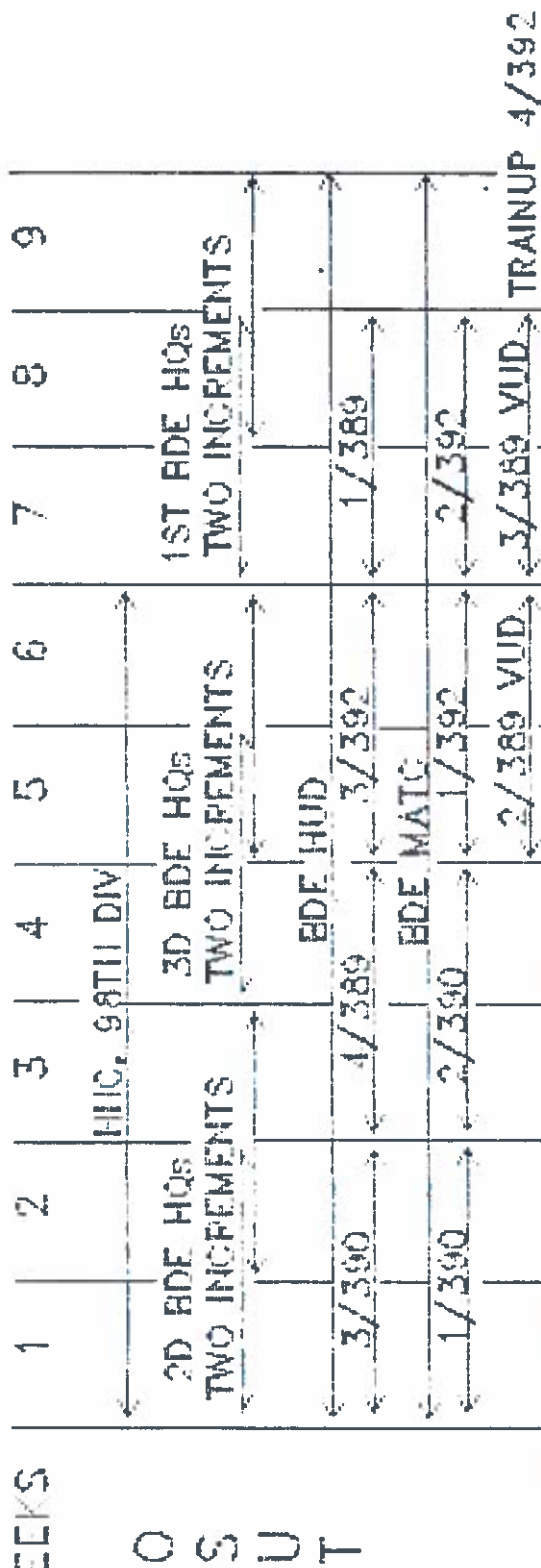 EEKS 1 2 3 4 5 6 7 8 9
HHC, 98TH DIV
2D BDE HQs 3D BDE HQs 1ST BDE HQs
TWO INCREMENTS TWO INCREMENTS TWO INCREMENTS
BDE HUD
3/390 4/389 3/392 1/389
BDE MATC
1/390 2/390 1/392 2/392
2/389 VUD 3/389 VUD
TRAINUP 4/392
O
S
U
T